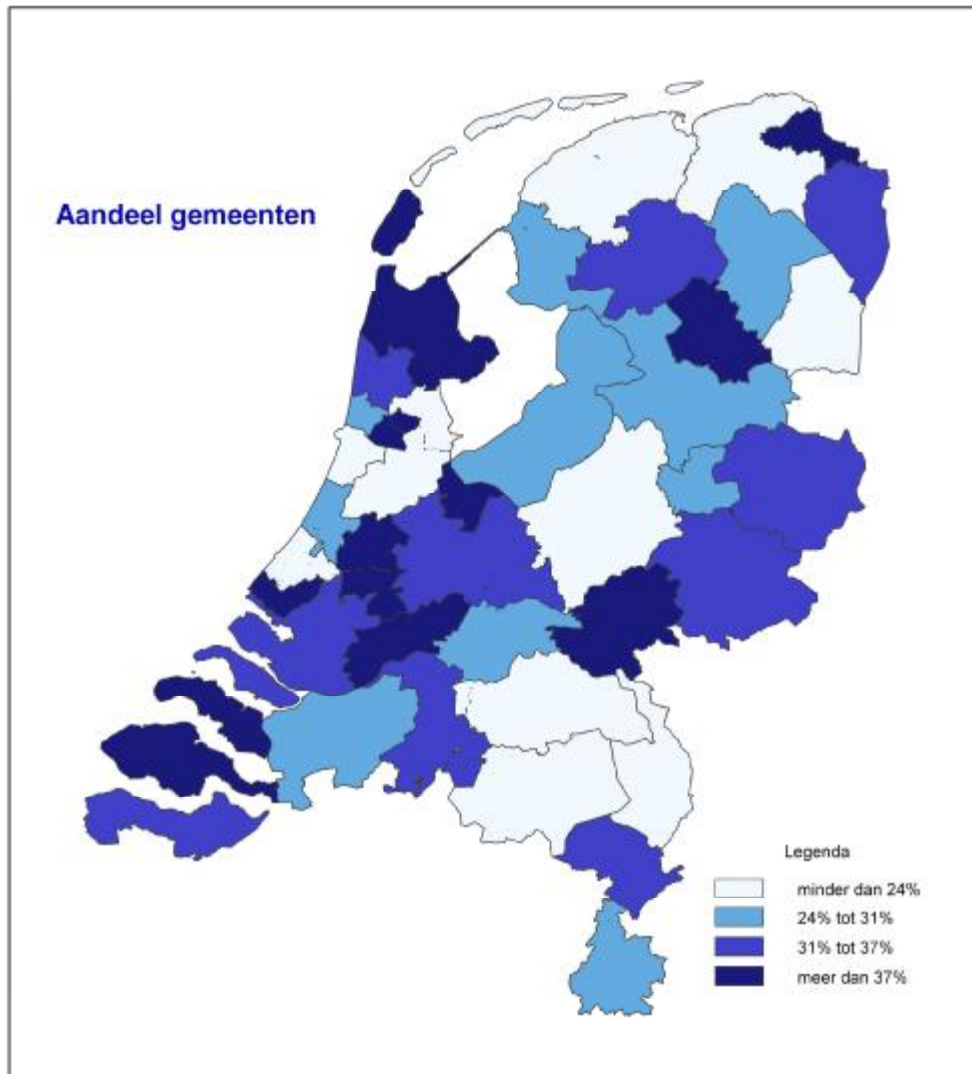 Aandeel gemeenten
Legenda
minder dan 24%
24% tot 31%
31% tot 37%
meer dan 37%